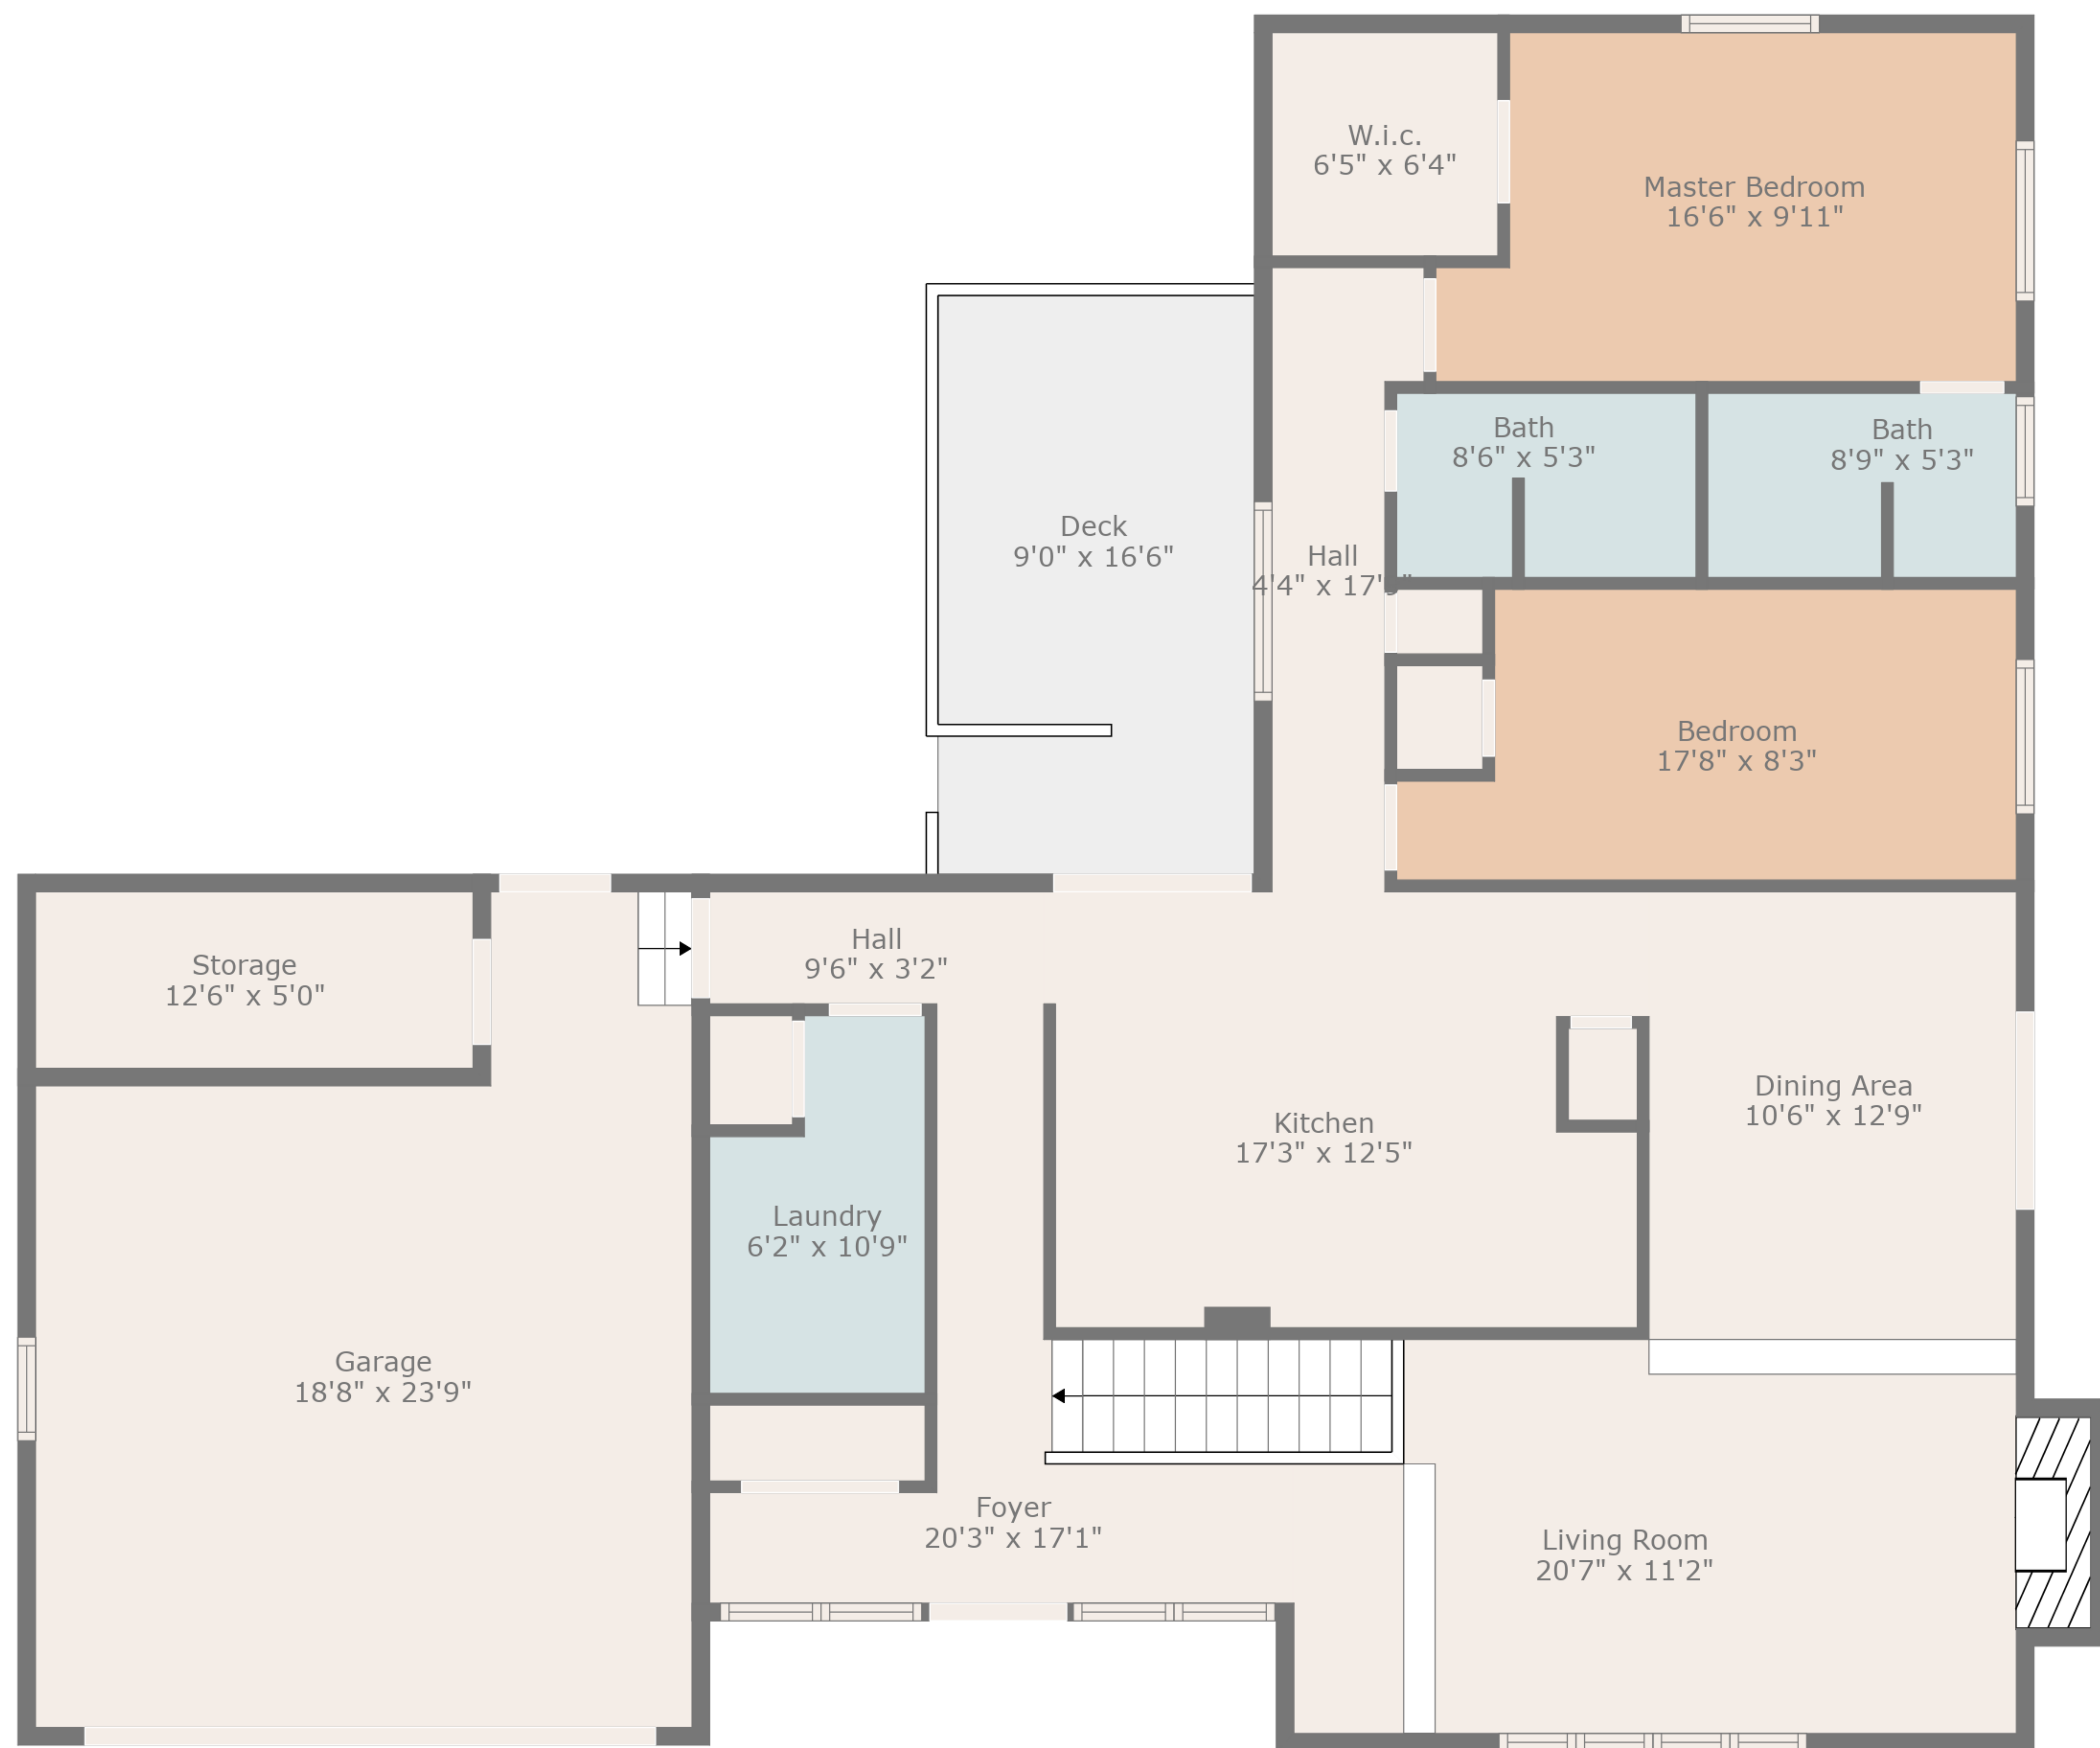 W.i.c.
6'5" x 6'4"
Master Bedroom
16'6" x 9'11"
Bath
8'6" x 5'3"
Bath
8'9" x 5'3"
Deck
9'0" x 16'6"
Hall
4'4" x
Bedroom
17'8" x 8'3"
Hall
9'6" x 3'2"
Storage
12'6" x 5'0"
Dining Area
10'6" x 12'9"
Kitchen
17'3" x 12'5"
Laundry
6'2" x 10'9"
Garage
18'8" x 23'9"
Foyer
20'3" x 17'1"
Living Room
20'7" x 11'2"